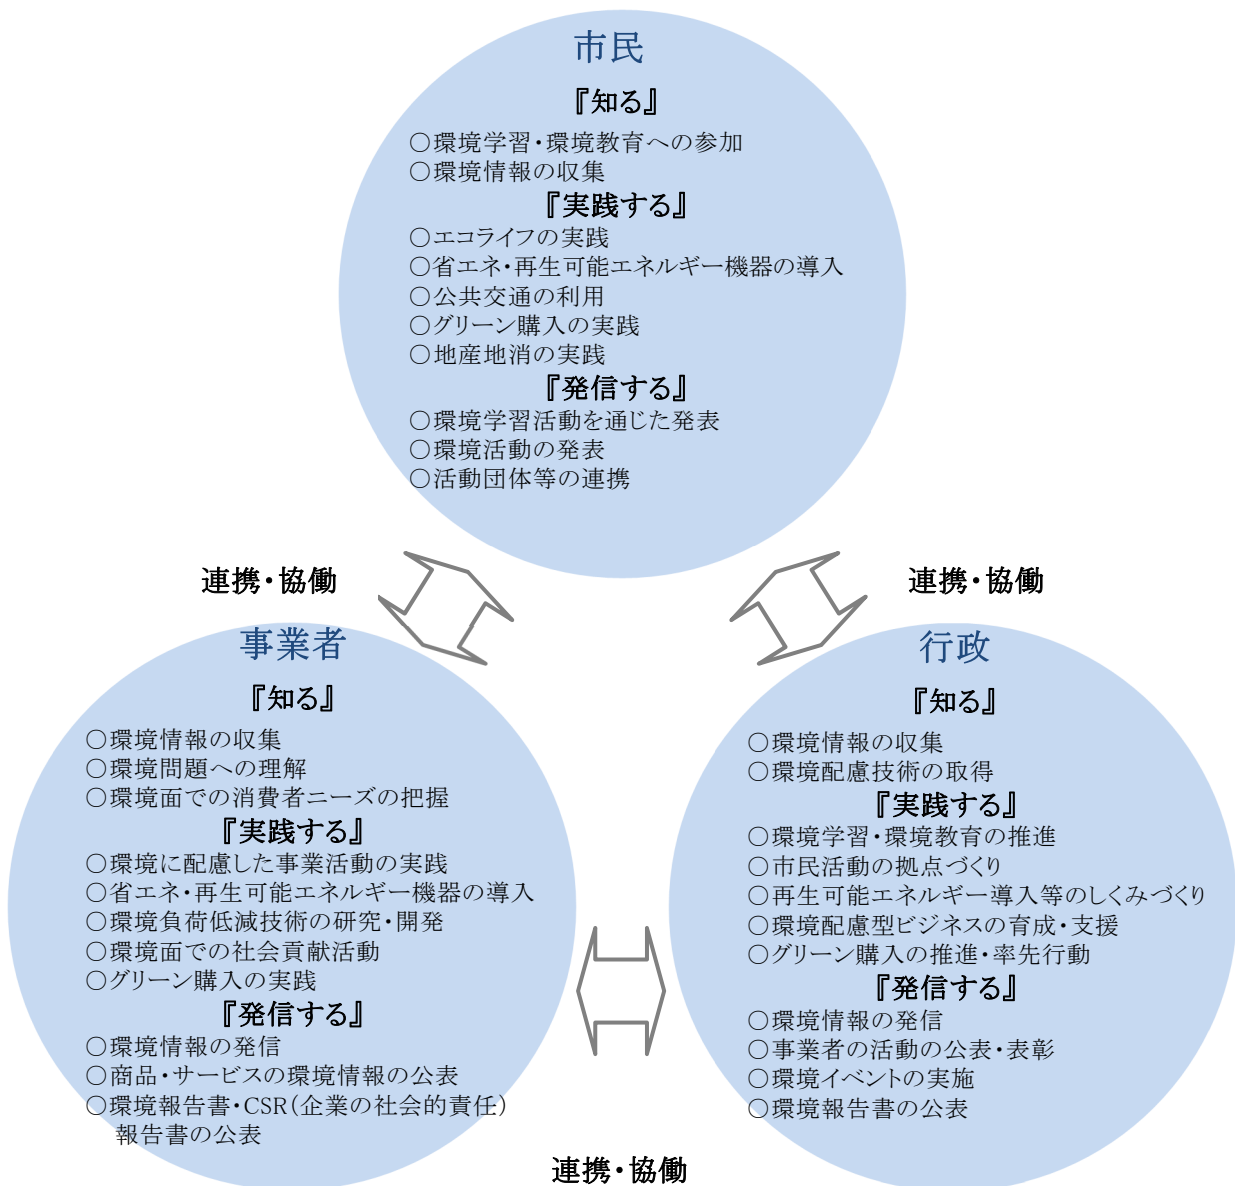 市民
『知る』
○環境学習・環境教育への参加
○環境情報の収集
『実践する』
○エコライフの実践
○省エネ・再生可能エネルギー機器の導入
○公共交通の利用
○グリーン購入の実践
○地産地消の実践
『発信する』
○環境学習活動を通じた発表
○環境活動の発表
○活動団体等の連携
連携・協働
連携・協働
事業者
『知る』
○環境情報の収集
○環境問題への理解
○環境面での消費者ニーズの把握
『実践する』
○環境に配慮した事業活動の実践
○省エネ・再生可能エネルギー機器の導入
○環境負荷低減技術の研究・開発
○環境面での社会貢献活動
○グリーン購入の実践
『発信する』
○環境情報の発信
○商品・サービスの環境情報の公表
○環境報告書・CSR(企業の社会的責任)
報告書の公表
行政
『知る』
○環境情報の収集
○環境配慮技術の取得
『実践する』
○環境学習・環境教育の推進
○市民活動の拠点づくり
○再生可能エネルギー導入等のしくみづくり
○環境配慮型ビジネスの育成・支援
○グリーン購入の推進・率先行動
『発信する』
○環境情報の発信
○事業者の活動の公表・表彰
○環境イベントの実施
○環境報告書の公表
連携・協働